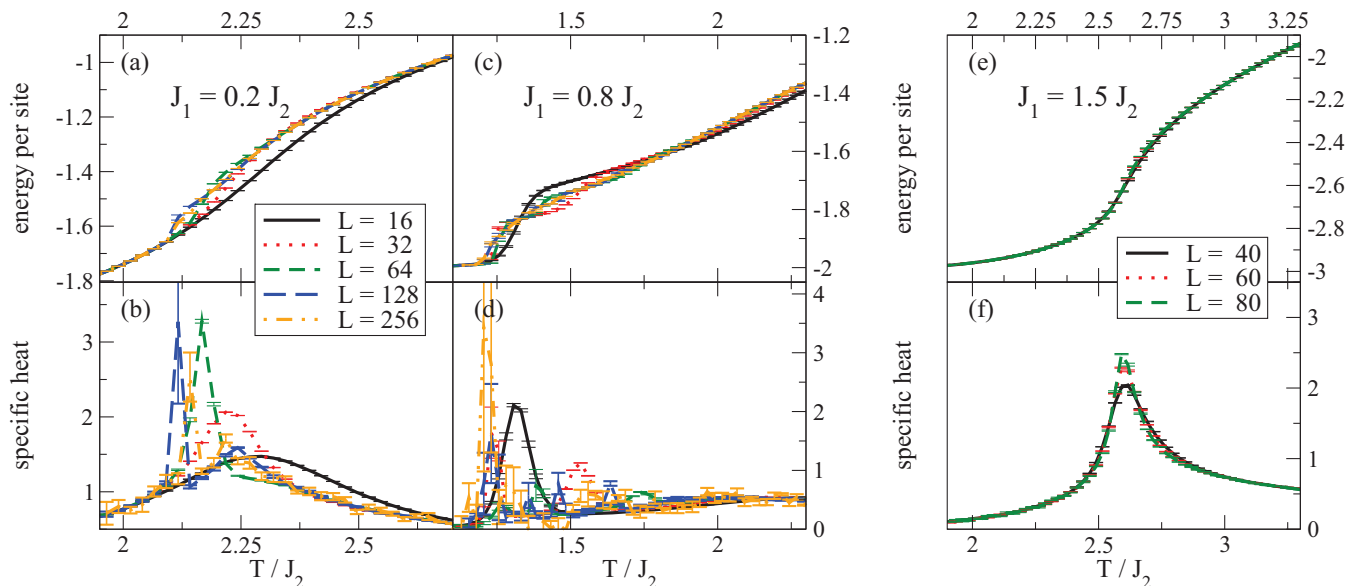 2 2.25 2.5 1.5 2 2.5 2.75 3 3.25
(a) (c) (e)
J1 = 0.2 J2 J1 = 0.8 J2 J1 = 1.5 J2
energy per site energy per site
-1 -1.2 -1.4 -1.6 -1.8
-1.2 -1.4 -1.6 -1.8 -2
-2 -2.2 -2.4 -2.6 -2.8 -3
L = 16
L = 32
L = 64
L = 128
L = 256
L = 40
L = 60
L = 80
(b) (d) (f)
specific heat specific heat
3 2 1
4 3 2 1 0
3 2 1 0
2 2.25 2.5 1.5 2 2 2.5 3
T / J2 T / J2 T / J2